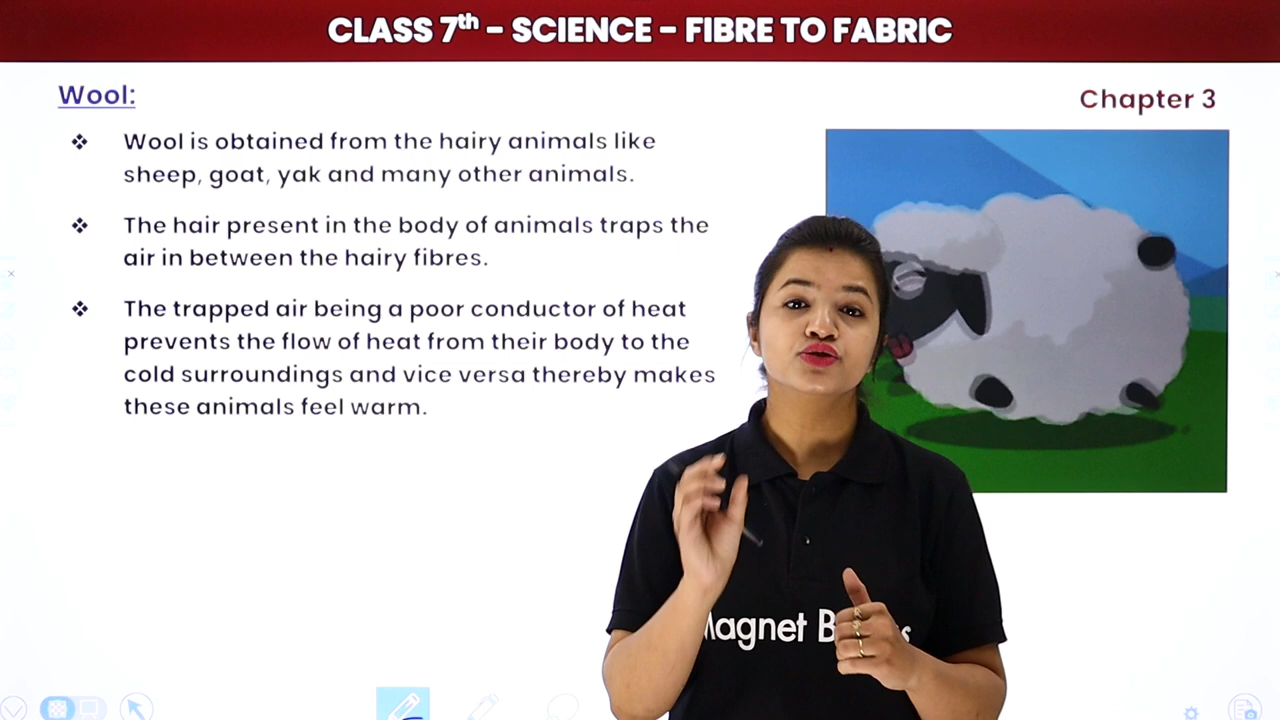 CLASS 7th – SCIENCE – FIBRE TO FABRIC
Wool:
Chapter 3
❖ Wool is obtained from the hairy animals like
sheep, goat, yak and many other animals.
❖ The hair present in the body of animals traps the
air in between the hairy fibres.
❖ The trapped air being a poor conductor of heat
prevents the flow of heat from their body to the
cold surroundings and vice versa thereby makes
these animals feel warm.
Magnet